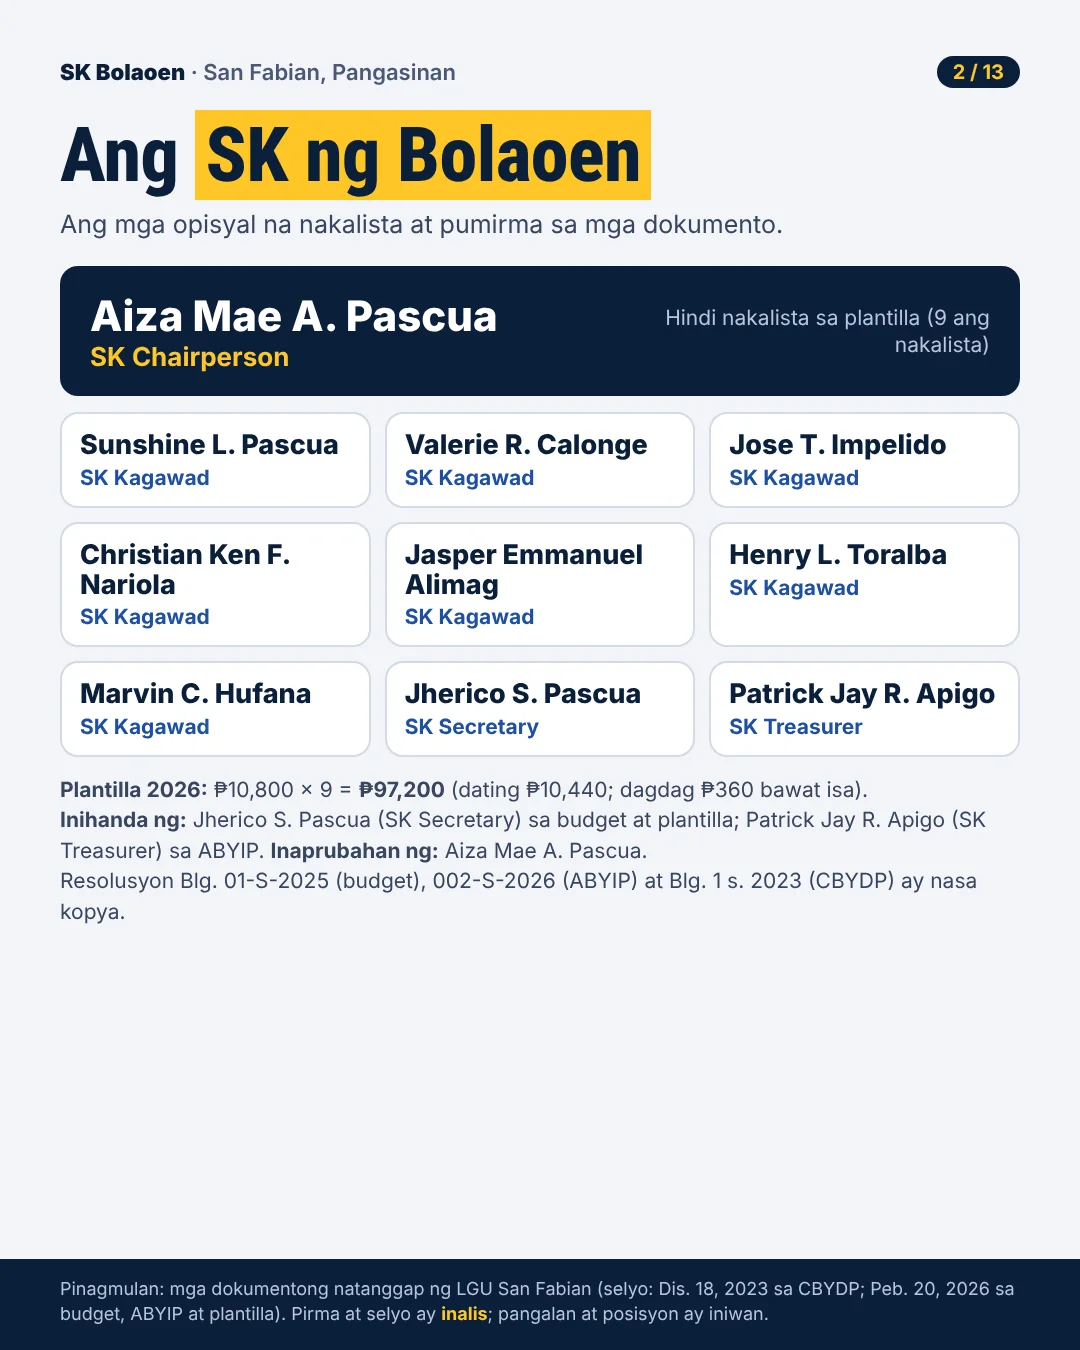 SK Bolaoen · San Fabian, Pangasinan
2 / 13
Ang SK ng Bolaoen
Ang mga opisyal na nakalista at pumirma sa mga dokumento.
Aiza Mae A. Pascua
SK Chairperson
Hindi nakalista sa plantilla (9 ang
nakalista)
Sunshine L. Pascua
SK Kagawad
Valerie R. Calonge
SK Kagawad
Jose T. Impelido
SK Kagawad
Christian Ken F.
Nariola
SK Kagawad
Jasper Emmanuel
Alimag
SK Kagawad
Henry L. Toralba
SK Kagawad
Marvin C. Hufana
SK Kagawad
Jherico S. Pascua
SK Secretary
Patrick Jay R. Apigo
SK Treasurer
Plantilla 2026: ₱10,800 × 9 = ₱97,200 (dating ₱10,440; dagdag ₱360 bawat isa).
Inihanda ng: Jherico S. Pascua (SK Secretary) sa budget at plantilla; Patrick Jay R. Apigo (SK
Treasurer) sa ABYIP. Inaprubahan ng: Aiza Mae A. Pascua.
Resolusyon Blg. 01-S-2025 (budget), 002-S-2026 (ABYIP) at Blg. 1 s. 2023 (CBYDP) ay nasa
kopya.
Pinagmulan: mga dokumentong natanggap ng LGU San Fabian (selyo: Dis. 18, 2023 sa CBYDP; Peb. 20, 2026 sa
budget, ABYIP at plantilla). Pirma at selyo ay inalis; pangalan at posisyon ay iniwan.